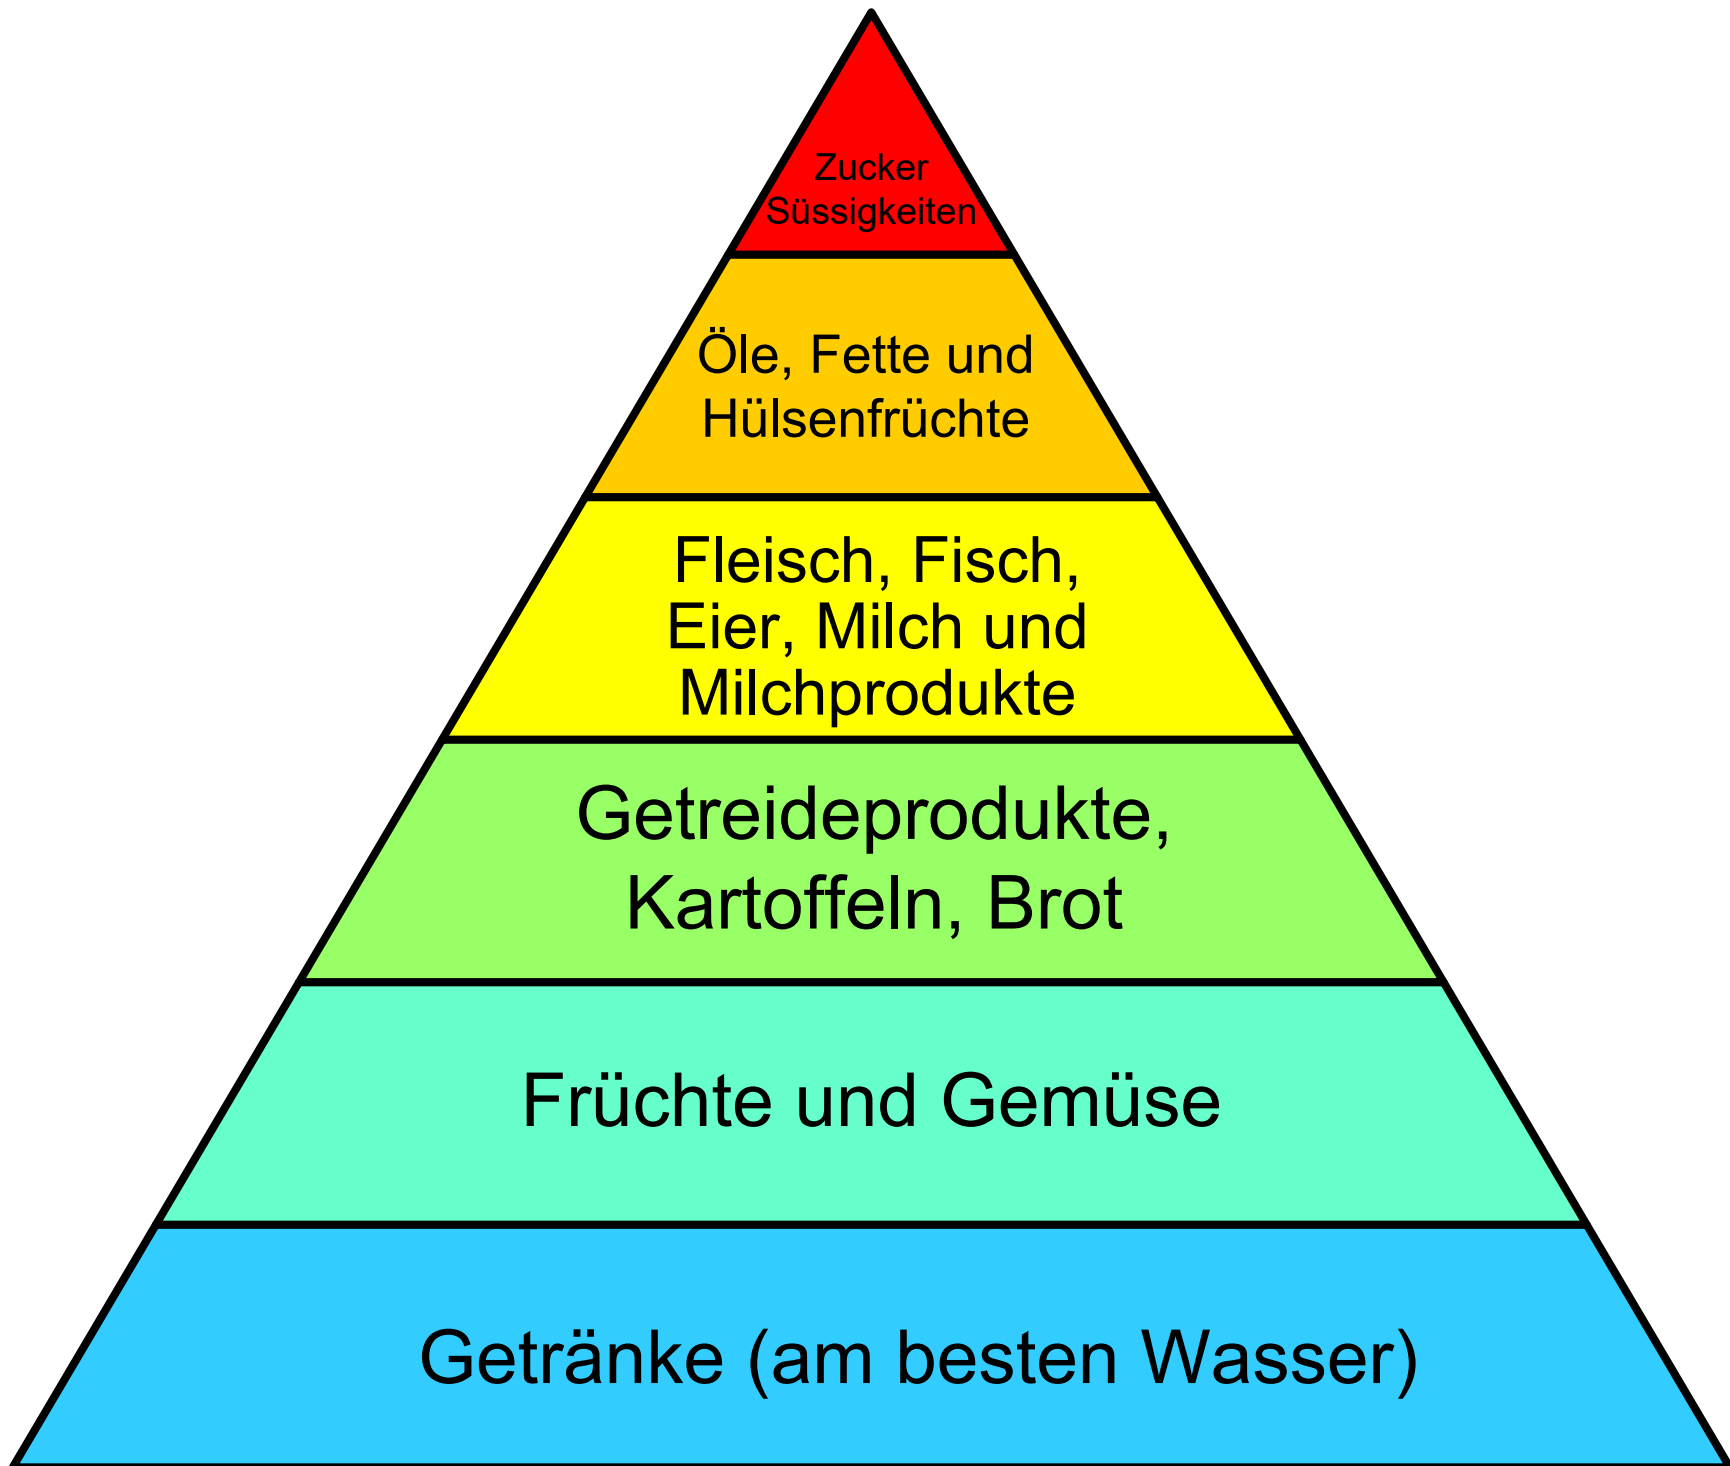 Zucker
Süssigkeiten
Öle, Fette und
Hülsenfrüchte
Fleisch, Fisch,
Eier, Milch und
Milchprodukte
Getreideprodukte,
Kartoffeln, Brot
Früchte und Gemüse
Getränke (am besten Wasser)